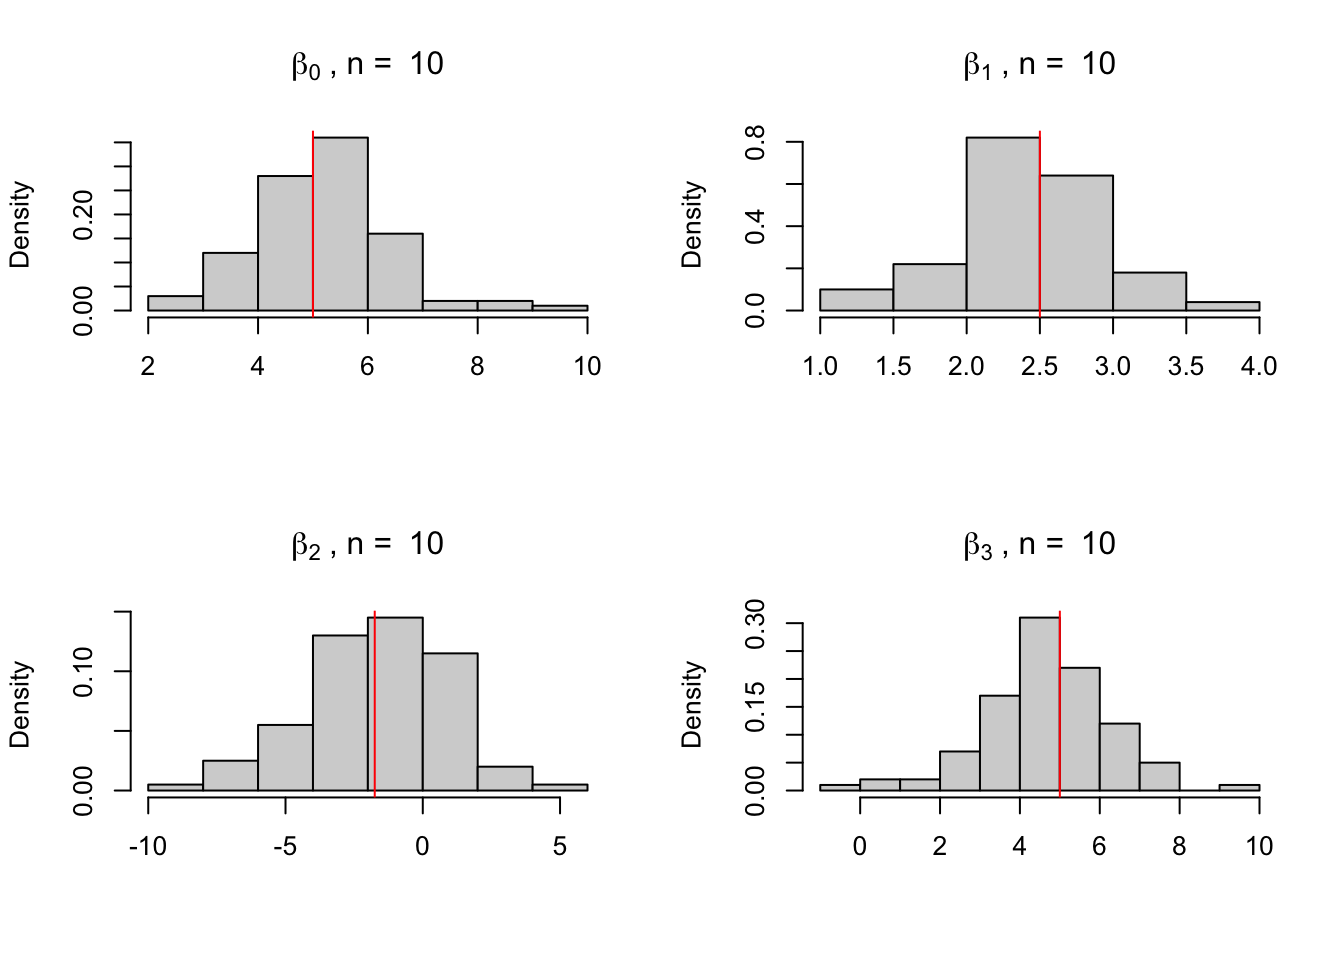 β0 , n = 10
Density
0.00 0.20
2 4 6 8 10
β1 , n = 10
Density
0.0 0.4 0.8
1.0 1.5 2.0 2.5 3.0 3.5 4.0
β2 , n = 10
Density
0.00 0.10
-10 -5 0 5
β3 , n = 10
Density
0.00 0.15 0.30
0 2 4 6 8 10